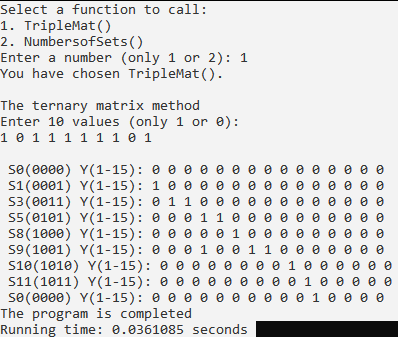 Select a function to call:
1. TripleMat()
2. NumbersofSets()
Enter a number (only 1 or 2): 1
You have chosen TripleMat().
The ternary matrix method
Enter 10 values (only 1 or 0):
1 0 1 1 1 1 1 1 0 1
S0(0000) Y(1-15): 0 0 0 0 0 0 0 0 0 0 0 0 0 0 0
S1(0001) Y(1-15): 1 0 0 0 0 0 0 0 0 0 0 0 0 0 0
S3(0011) Y(1-15): 0 1 1 0 0 0 0 0 0 0 0 0 0 0 0
S5(0101) Y(1-15): 0 0 0 1 1 0 0 0 0 0 0 0 0 0 0
S8(1000) Y(1-15): 0 0 0 0 0 1 0 0 0 0 0 0 0 0 0
S9(1001) Y(1-15): 0 0 0 1 0 0 1 1 0 0 0 0 0 0 0
S10(1010) Y(1-15): 0 0 0 0 0 0 0 0 1 0 0 0 0 0 0
S11(1011) Y(1-15): 0 0 0 0 0 0 0 0 0 1 0 0 0 0 0
S0(0000) Y(1-15): 0 0 0 0 0 0 0 0 0 0 1 0 0 0 0
The program is completed
Running time: 0.0361085 seconds